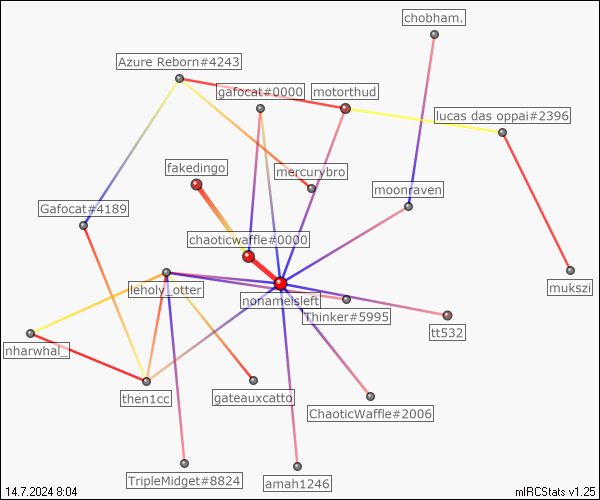 chobham.
Azure Reborn#4243
gafocat#0000
motorthud
lucas das oppai#2396
fakedingo
mercurybro
moonraven
Gafocat#4189
chaoticwaffle#0000
leholy_otter
nonameisleft
mukszi
Thinker#5995
tt532
nharwhal_
then1cc
gateauxcatto
ChaoticWaffle#2006
TripleMidget#8824
amah1246
14.7.2024 8:04
mIRCStats v1.25